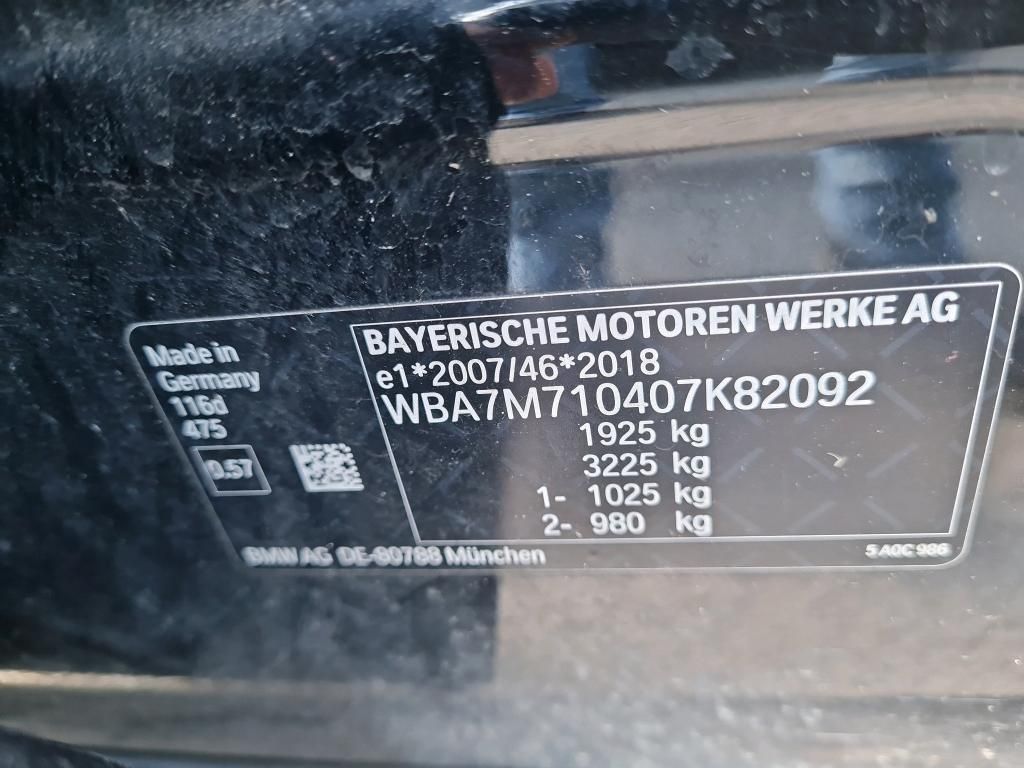 Made in
Germany
116d
475
0.57
BAYERISCHE MOTOREN WERKE AG
e1*2007/46*2018
WBA7M710407K82092
1925 kg
3225 kg
1- 1025 kg
2- 980 kg
BMW AG DE-80788 München
5 AQC 986